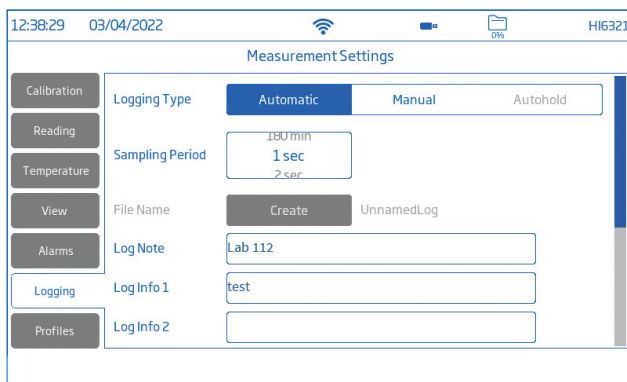 12:38:29 03/04/2022 0% HI6321
Measurement Settings
Calibration
Reading
Temperature
View
Alarms
Logging
Profiles
Logging Type Automatic Manual Autohold
180 min
Sampling Period 1 sec
2 sec
File Name Create UnnamedLog
Log Note Lab 112
Log Info 1 test
Log Info 2